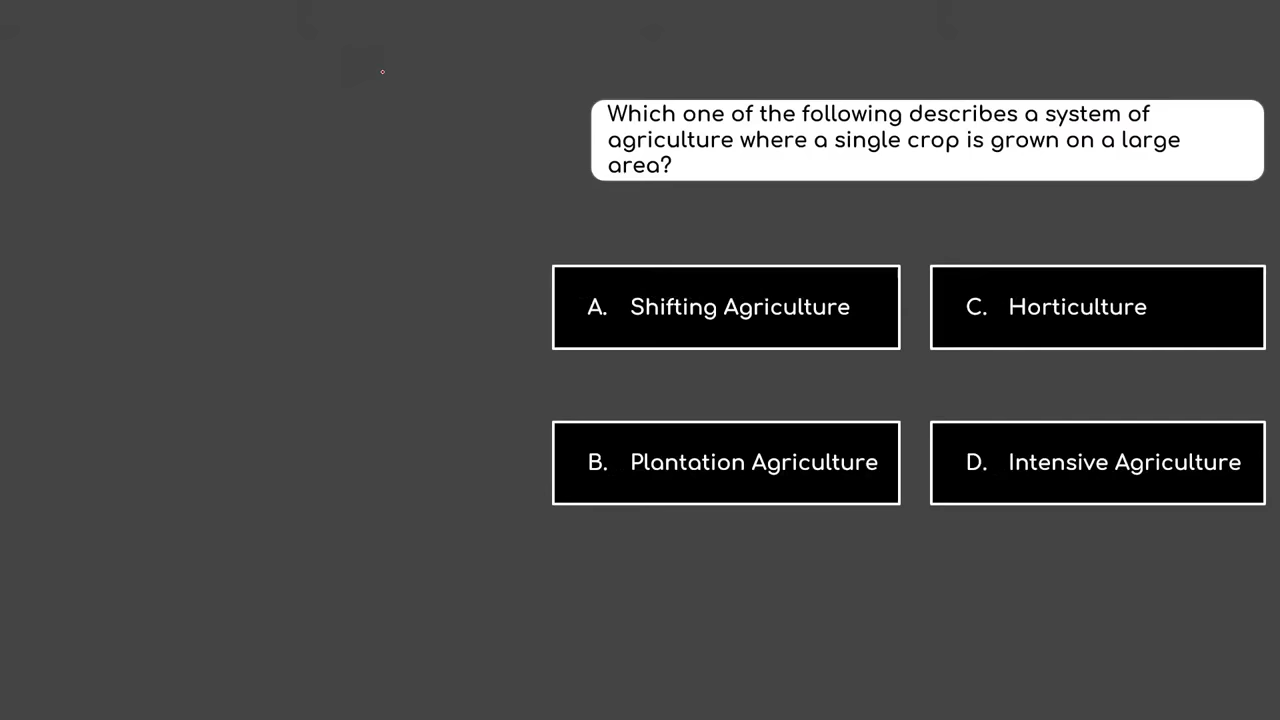 Which one of the following describes a system of
agriculture where a single crop is grown on a large
area?
A. Shifting Agriculture
C. Horticulture
B. Plantation Agriculture
D. Intensive Agriculture